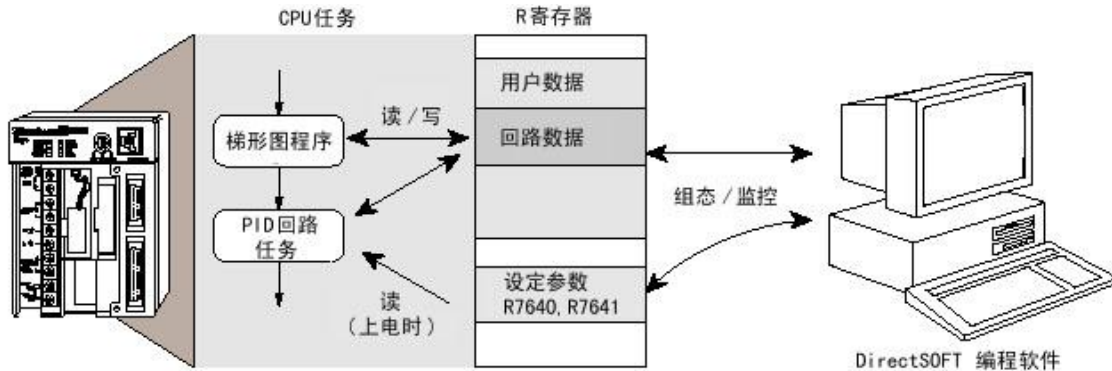 CPU任务
R寄存器
用户数据
读/写
梯形图程序
回路数据
组态/监控
PID回路
任务
设定参数
R7640, R7641
读
(上电时)
DirectSOFT 编程软件